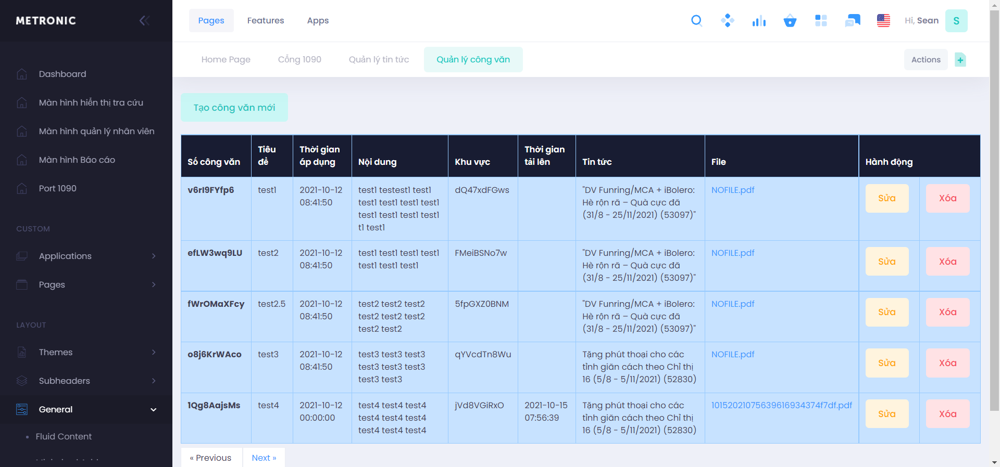 METRONIC
Pages
Features
Apps
Hi, Sean
S
Home Page
Cổng 1090
Quản lý tin tức
Quản lý công văn
Actions
Dashboard
Màn hình hiển thị tra cứu
Màn hình quản lý nhân viên
Màn hình Báo cáo
Port 1090
CUSTOM
Applications
Pages
LAYOUT
Themes
Subheaders
General
Fluid Content
Tạo công văn mới
Số công văn
Tiêu
đề
Thời gian
áp dụng
Nội dung
Khu vực
Thời gian
tải lên
Tin tức
File
Hành động
v6rI9FYfp6
test1
2021-10-12
08:41:50
test1 testest1 test1
test1 test1 test1 test1
test1 test1 test1 test1
t1 test1
dQ47xdFGws
"DV Funring/MCA + iBolero:
Hè rộn rã – Quà cực đã
(31/8 - 25/11/2021) (53097)"
NOFILE.pdf
Sửa
Xóa
efLW3wq9LU
test2
2021-10-12
08:41:50
test1 test1 test1 test1
test1 test1 test1
FMeiBSNo7w
"DV Funring/MCA + iBolero:
Hè rộn rã – Quà cực đã
(31/8 - 25/11/2021) (53097)"
NOFILE.pdf
Sửa
Xóa
fWrOMaXFcy
test2.5
2021-10-12
08:41:50
test2 test2 test2
test2 test2 test2
test2 test2
5fpGXZ0BNM
"DV Funring/MCA + iBolero:
Hè rộn rã – Quà cực đã
(31/8 - 25/11/2021) (53097)"
NOFILE.pdf
Sửa
Xóa
o8j6KrWAco
test3
2021-10-12
08:41:50
test3 test3 test3
test3 test3 test3
test3 test3
qYVcdTn8Wu
Tặng phút thoại cho các
tỉnh giãn cách theo Chỉ thị
16 (5/8 - 5/11/2021) (52830)
NOFILE.pdf
Sửa
Xóa
1Qg8AajsMs
test4
2021-10-12
00:00:00
test4 test4 test4
test4 test4 test4
test4 test4 test4
jVd8VGiRxO
2021-10-15
07:56:39
Tặng phút thoại cho các
tỉnh giãn cách theo Chỉ thị
16 (5/8 - 5/11/2021) (52830)
10152021075639616934374f7df.pdf
Sửa
Xóa
« Previous
Next »